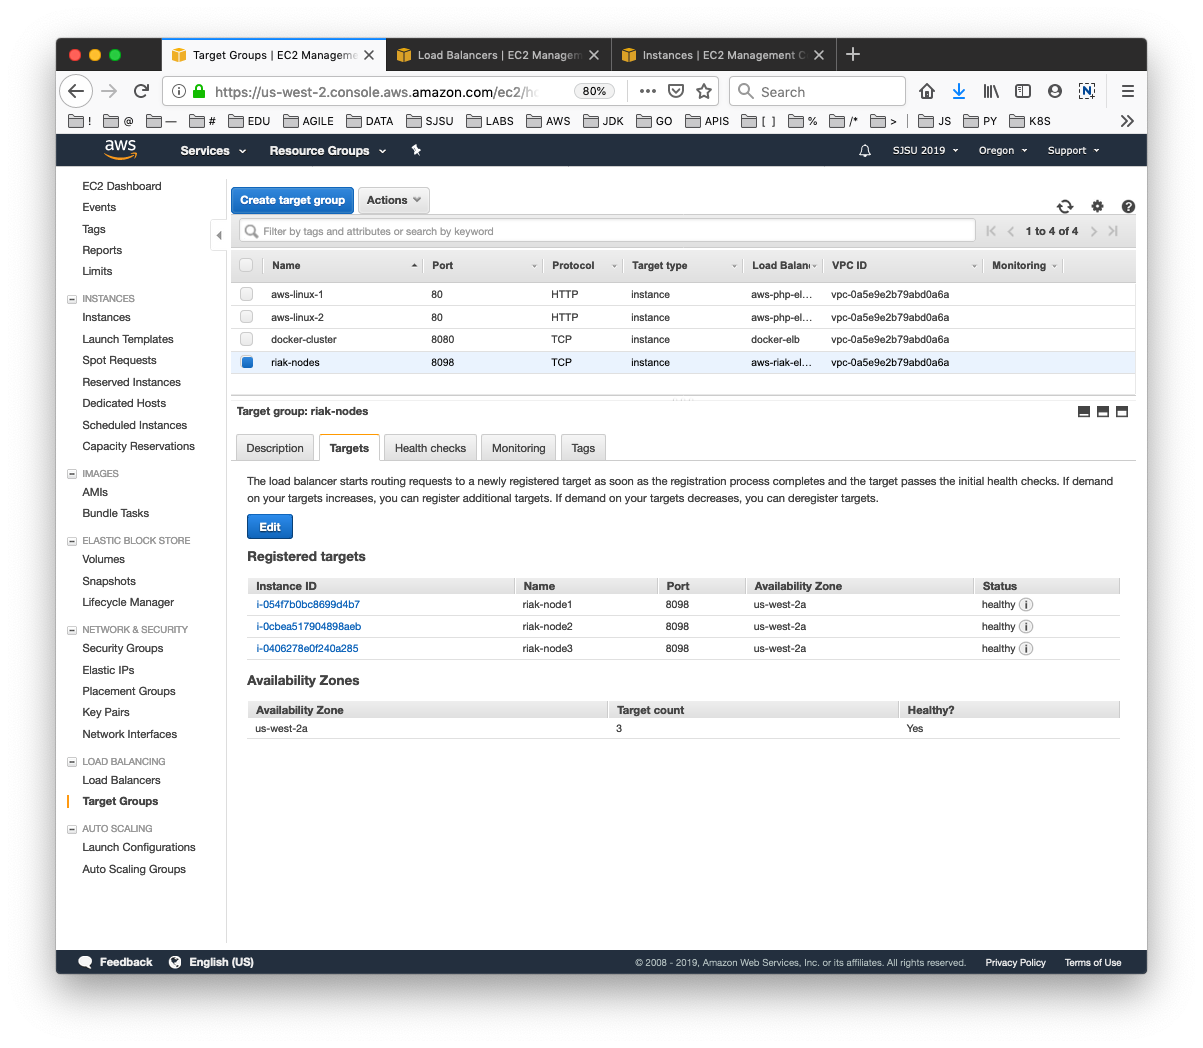 Target Groups | EC2 Manageme
Load Balancers | EC2 Managem
Instances | EC2 Management C
https://us-west-2.console.aws.amazon.com/ec2/h
80%
Search
! @ — # EDU AGILE DATA SJSU LABS AWS JDK GO APIS [ ] % /* > JS PY K8S
aws Services Resource Groups SJSU 2019 Oregon Support
EC2 Dashboard
Events
Tags
Reports
Limits
INSTANCES
Instances
Launch Templates
Spot Requests
Reserved Instances
Dedicated Hosts
Scheduled Instances
Capacity Reservations
IMAGES
AMIs
Bundle Tasks
ELASTIC BLOCK STORE
Volumes
Snapshots
Lifecycle Manager
NETWORK & SECURITY
Security Groups
Elastic IPs
Placement Groups
Key Pairs
Network Interfaces
LOAD BALANCING
Load Balancers
Target Groups
AUTO SCALING
Launch Configurations
Auto Scaling Groups
Create target group Actions
Filter by tags and attributes or search by keyword
1 to 4 of 4
Name Port Protocol Target type Load Balan VPC ID Monitoring
aws-linux-1 80 HTTP instance aws-php-el... vpc-0a5e9e2b79abd0a6a
aws-linux-2 80 HTTP instance aws-php-el... vpc-0a5e9e2b79abd0a6a
docker-cluster 8080 TCP instance docker-elb vpc-0a5e9e2b79abd0a6a
riak-nodes 8098 TCP instance aws-riak-el... vpc-0a5e9e2b79abd0a6a
Target group: riak-nodes
Description Targets Health checks Monitoring Tags
The load balancer starts routing requests to a newly registered target as soon as the registration process completes and the target passes the initial health checks. If demand
on your targets increases, you can register additional targets. If demand on your targets decreases, you can deregister targets.
Edit
Registered targets
Instance ID Name Port Availability Zone Status
i-054f7b0bc8699d4b7 riak-node1 8098 us-west-2a healthy
i-0cbea517904898aeb riak-node2 8098 us-west-2a healthy
i-0406278e0f240a285 riak-node3 8098 us-west-2a healthy
Availability Zones
Availability Zone Target count Healthy?
us-west-2a 3 Yes
Feedback English (US)
© 2008 - 2019, Amazon Web Services, Inc. or its affiliates. All rights reserved. Privacy Policy Terms of Use